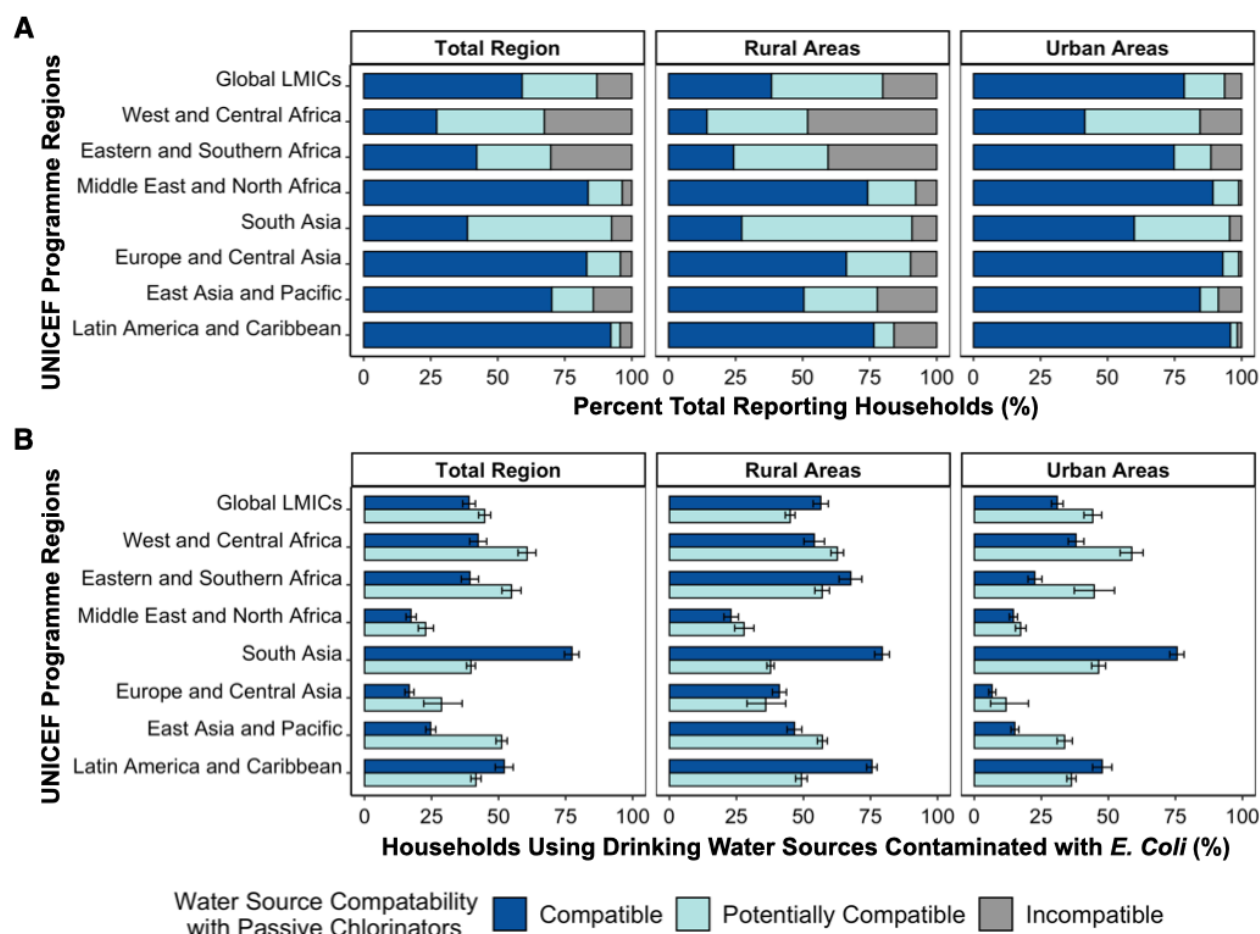 A
UNICEF Programme Regions
Total Region
Rural Areas
Urban Areas
Global LMICs
West and Central Africa
Eastern and Southern Africa
Middle East and North Africa
South Asia
Europe and Central Asia
East Asia and Pacific
Latin America and Caribbean
0 25 50 75 100
0 25 50 75 100
0 25 50 75 100
Percent Total Reporting Households (%)
B
UNICEF Programme Regions
Total Region
Rural Areas
Urban Areas
Global LMICs
West and Central Africa
Eastern and Southern Africa
Middle East and North Africa
South Asia
Europe and Central Asia
East Asia and Pacific
Latin America and Caribbean
0 25 50 75 100
0 25 50 75 100
0 25 50 75 100
Households Using Drinking Water Sources Contaminated with E. Coli (%)
Water Source Compatability
with Passive Chlorinators
Compatible
Potentially Compatible
Incompatible